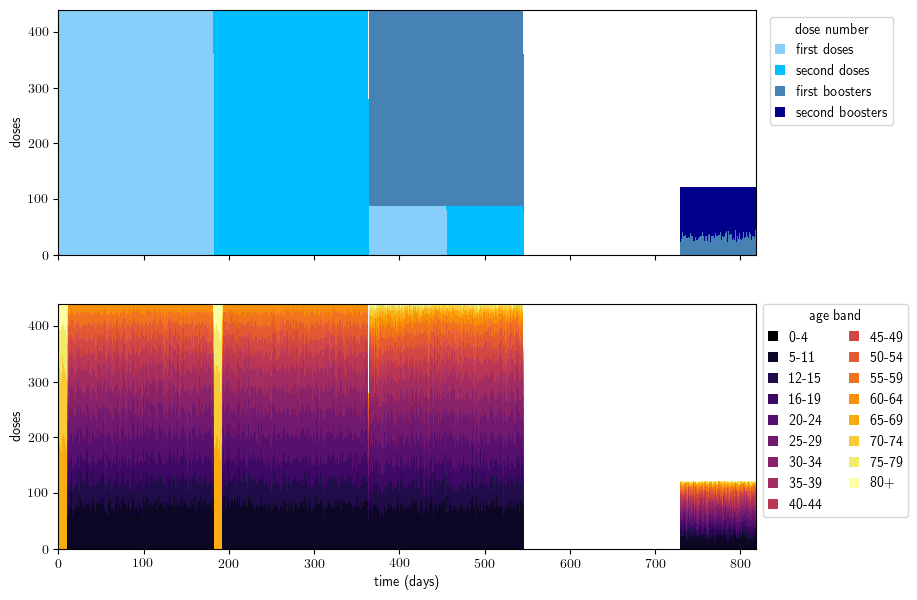 dose number
first doses
second doses
first boosters
second boosters
doses
400
300
200
100
0
doses
400
300
200
100
0
0 100 200 300 400 500 600 700 800
time (days)
age band
0-4 45-49
5-11 50-54
12-15 55-59
16-19 60-64
20-24 65-69
25-29 70-74
30-34 75-79
35-39 80+
40-44